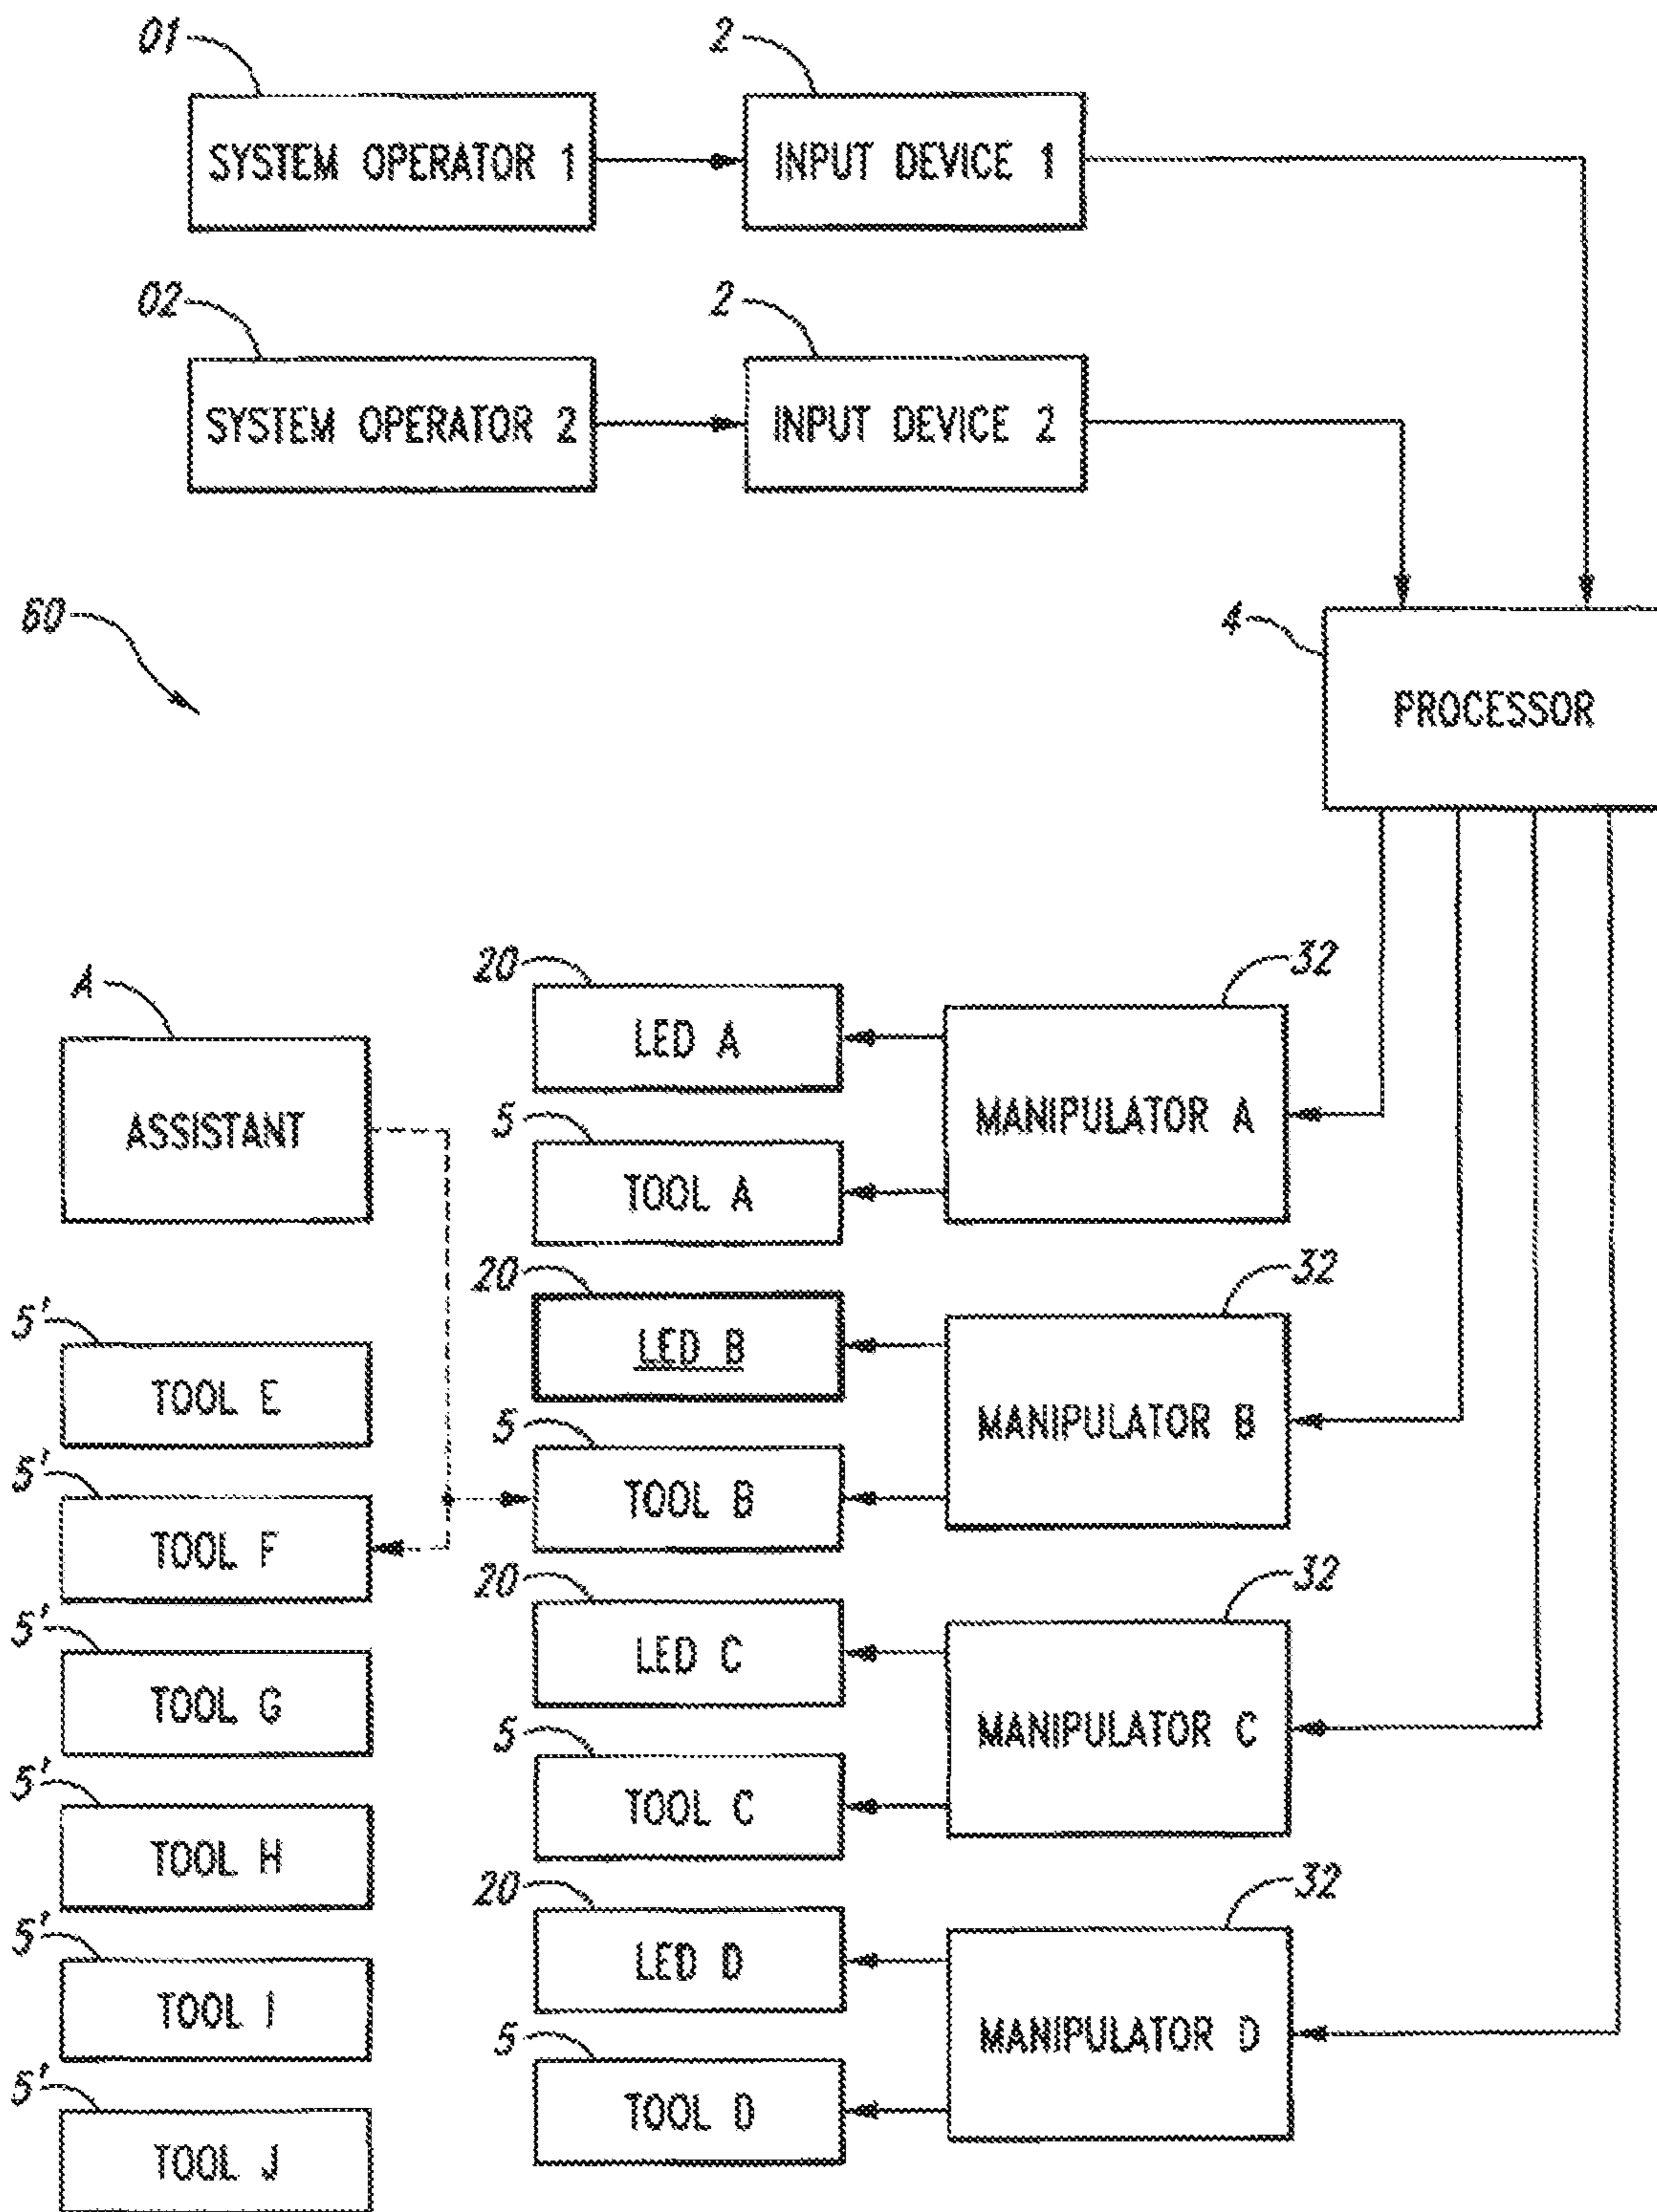 01
2
SYSTEM OPERATOR 1
INPUT DEVICE 1
02
2
SYSTEM OPERATOR 2
INPUT DEVICE 2
60
4
PROCESSOR
A
20
32
ASSISTANT
LED A
MANIPULATOR A
5
TOOL A
20
32
5'
LED B
MANIPULATOR B
TOOL E
5
5'
TOOL B
TOOL F
20
32
5'
LED C
MANIPULATOR C
TOOL G
5
5'
TOOL C
TOOL H
20
32
5'
LED D
MANIPULATOR D
TOOL I
5
5'
TOOL D
TOOL J